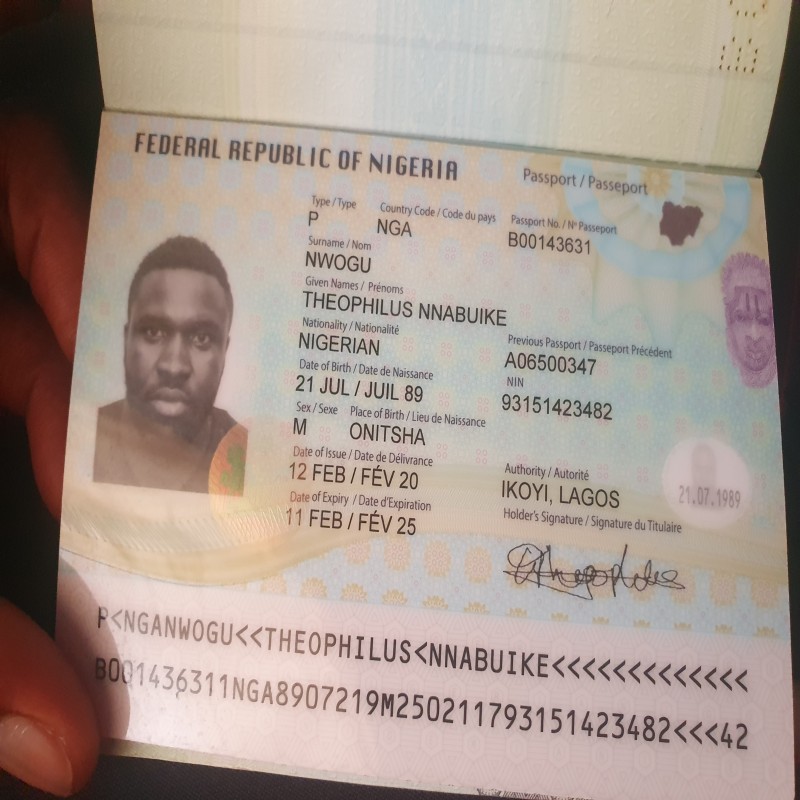 FEDERAL REPUBLIC OF NIGERIA
Passport / Passeport
Type / Type Country Code / Code du pays Passport No. / N° Passeport
P NGA B00143631
Surname / Nom
NWOGU
Given Names / Prénoms
THEOPHILUS NNABUIKE
Nationality / Nationalité Previous Passport / Passeport Précédent
NIGERIAN A06500347
Date of Birth / Date de Naissance NIN
21 JUL / JUIL 89 93151423482
Sex / Sexe Place of Birth / Lieu de Naissance
M ONITSHA
Date of Issue / Date de Délivrance Authority / Autorité
12 FEB / FÉV 20 IKOYI, LAGOS
21.07.1989
Date of Expiry / Date d'Expiration Holder's Signature / Signature du Titulaire
11 FEB / FÉV 25
P<NGANWOGU<<THEOPHILUS<NNABUIKE<<<<<<<<<<<<<
B001436311NGA8907219M250211793151423482<<<42